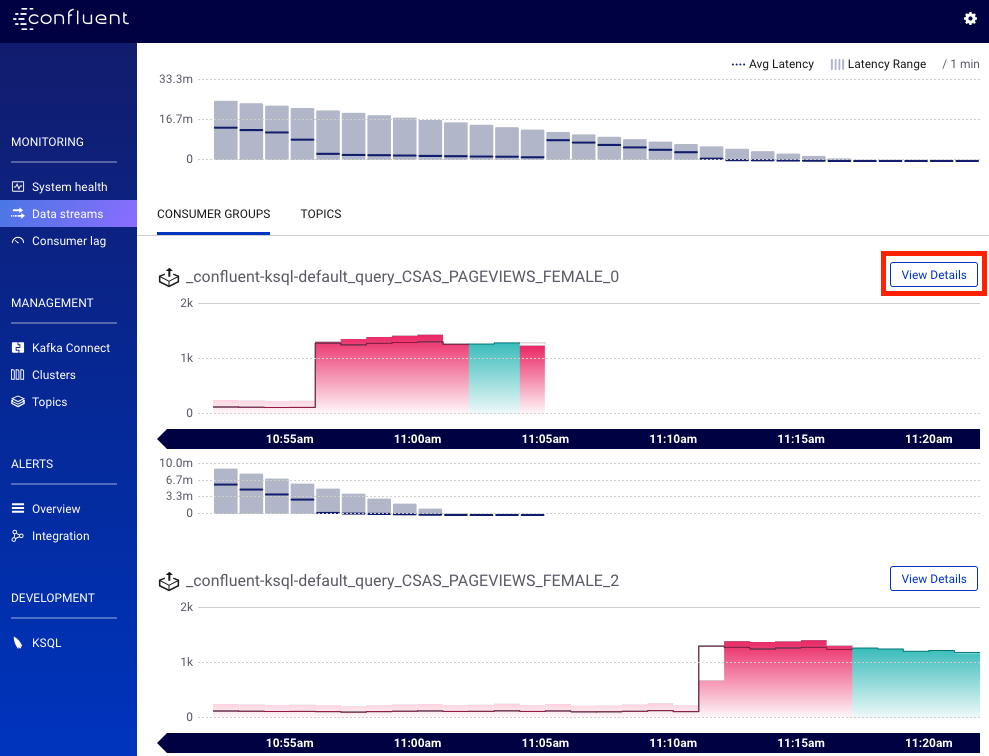 confluent
Avg Latency Latency Range / 1 min
33.3m
16.7m
0
MONITORING
System health
Data streams
Consumer lag
MANAGEMENT
Kafka Connect
Clusters
Topics
ALERTS
Overview
Integration
DEVELOPMENT
KSQL
CONSUMER GROUPS TOPICS
_confluent-ksql-default_query_CSAS_PAGEVIEWS_FEMALE_0 View Details
2k
1k
0
10:55am 11:00am 11:05am 11:10am 11:15am 11:20am
10.0m
6.7m
3.3m
0
_confluent-ksql-default_query_CSAS_PAGEVIEWS_FEMALE_2 View Details
2k
1k
0
10:55am 11:00am 11:05am 11:10am 11:15am 11:20am